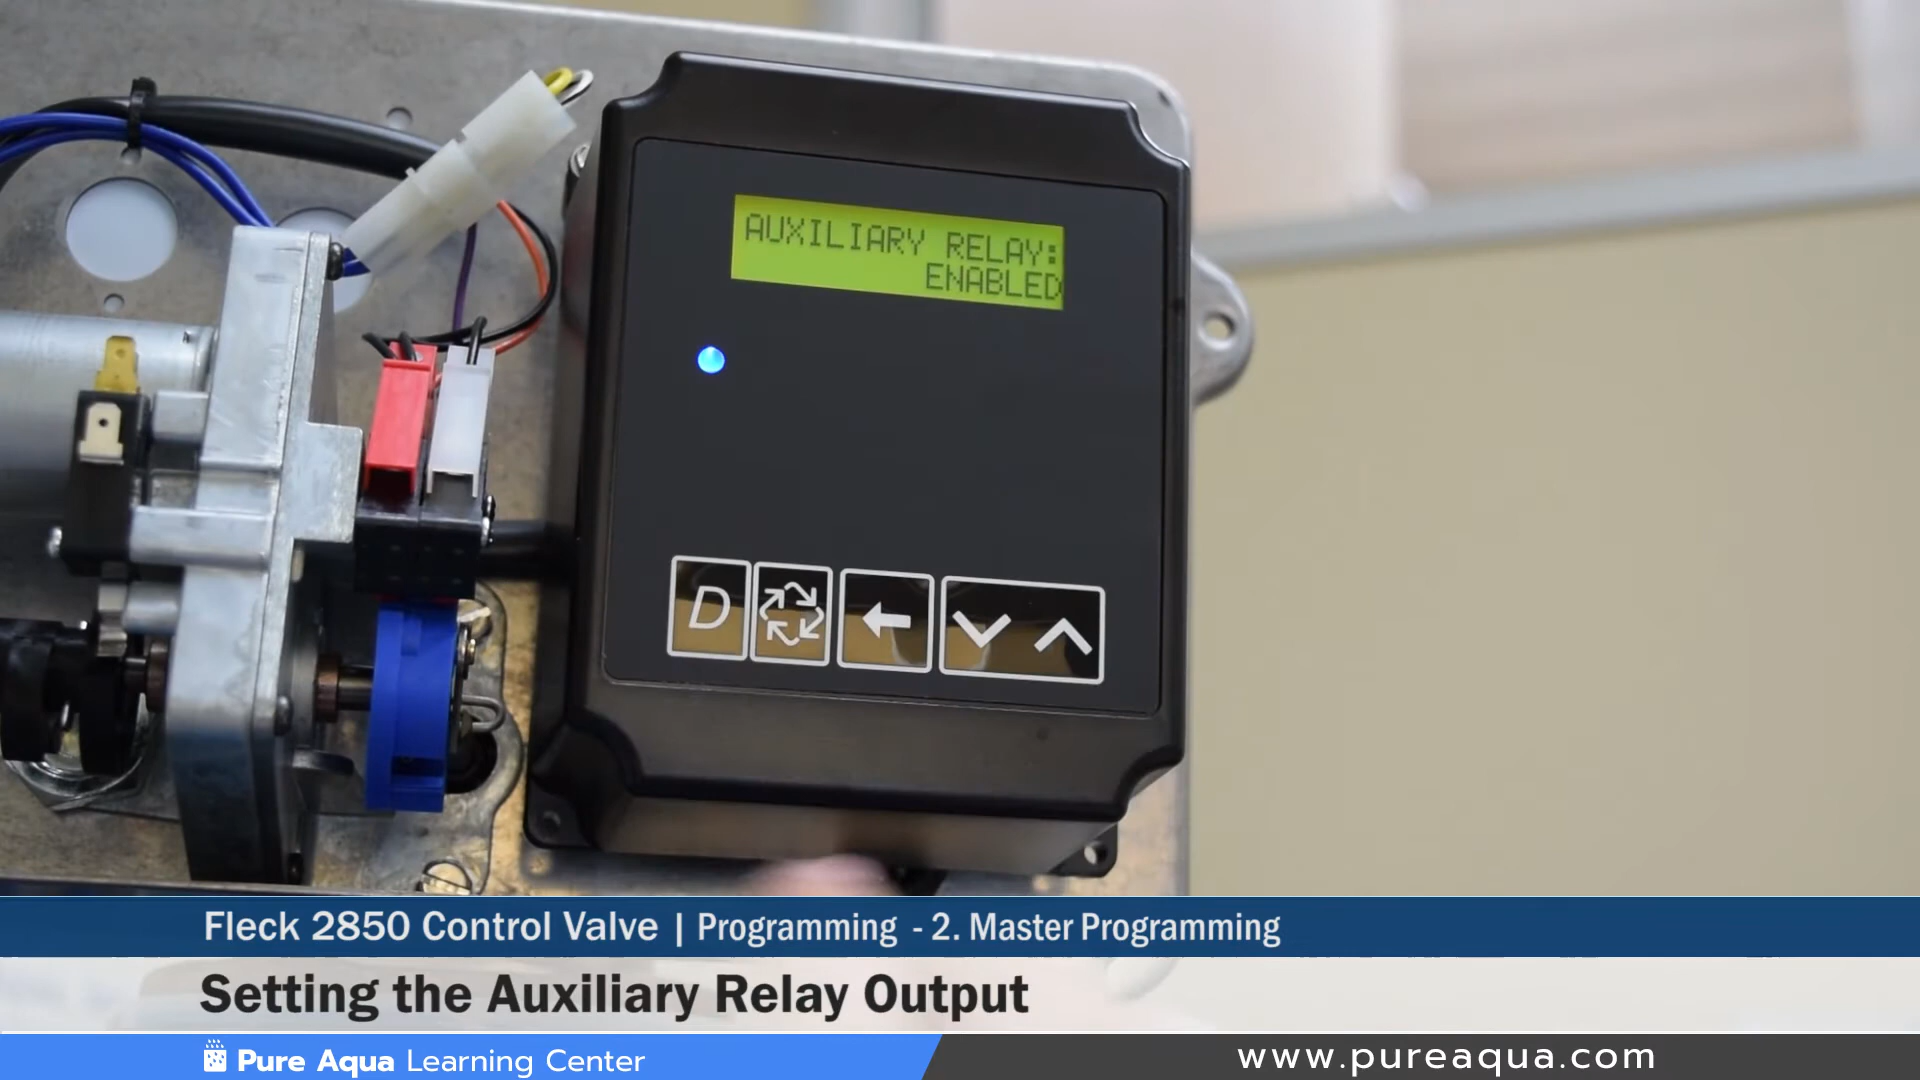 AUXILIARY RELAY:
ENABLED
D
Fleck 2850 Control Valve | Programming - 2. Master Programming
Setting the Auxiliary Relay Output
Pure Aqua Learning Center
www.pureaqua.com